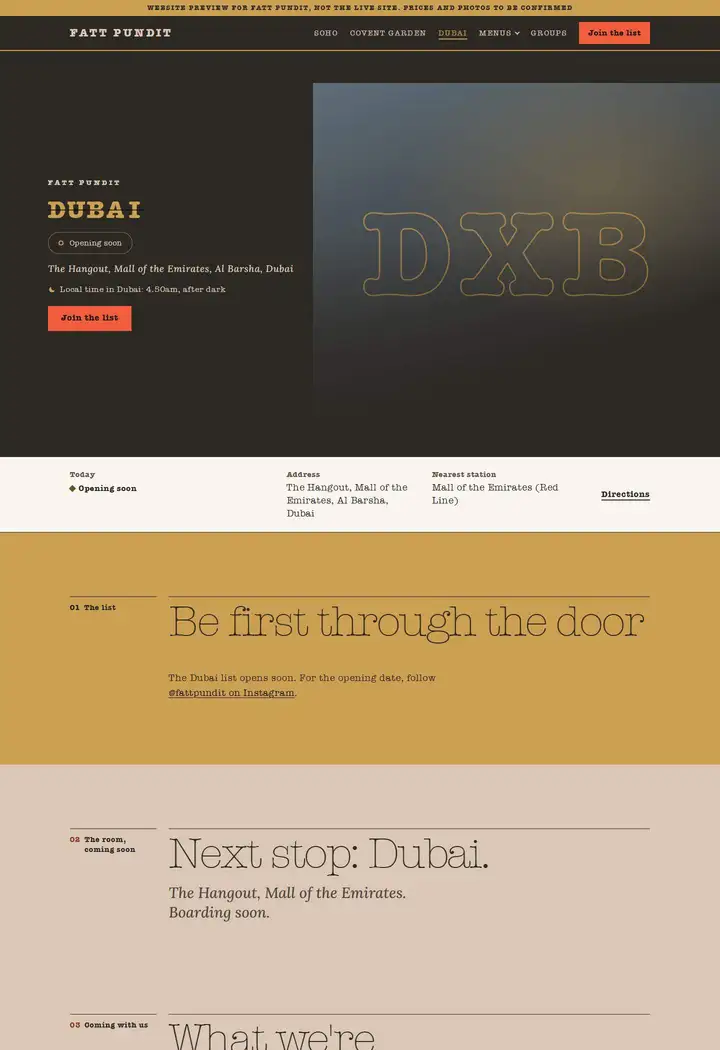 WEBSITE PREVIEW FOR FATT PUNDIT, NOT THE LIVE SITE. PRICES AND PHOTOS TO BE CONFIRMED
FATT PUNDIT
SOHO COVENT GARDEN DUBAI MENUS GROUPS Join the list
FATT PUNDIT
DUBAI
Opening soon
The Hangout, Mall of the Emirates, Al Barsha, Dubai
Local time in Dubai: 4.50am, after dark
Join the list
DXB
Today
Opening soon
Address
The Hangout, Mall of the
Emirates, Al Barsha,
Dubai
Nearest station
Mall of the Emirates (Red
Line)
Directions
01 The list
Be first through the door
The Dubai list opens soon. For the opening date, follow
@fattpundit on Instagram.
02 The room,
coming soon
Next stop: Dubai.
The Hangout, Mall of the Emirates.
Boarding soon.
03 Coming with us
What we're